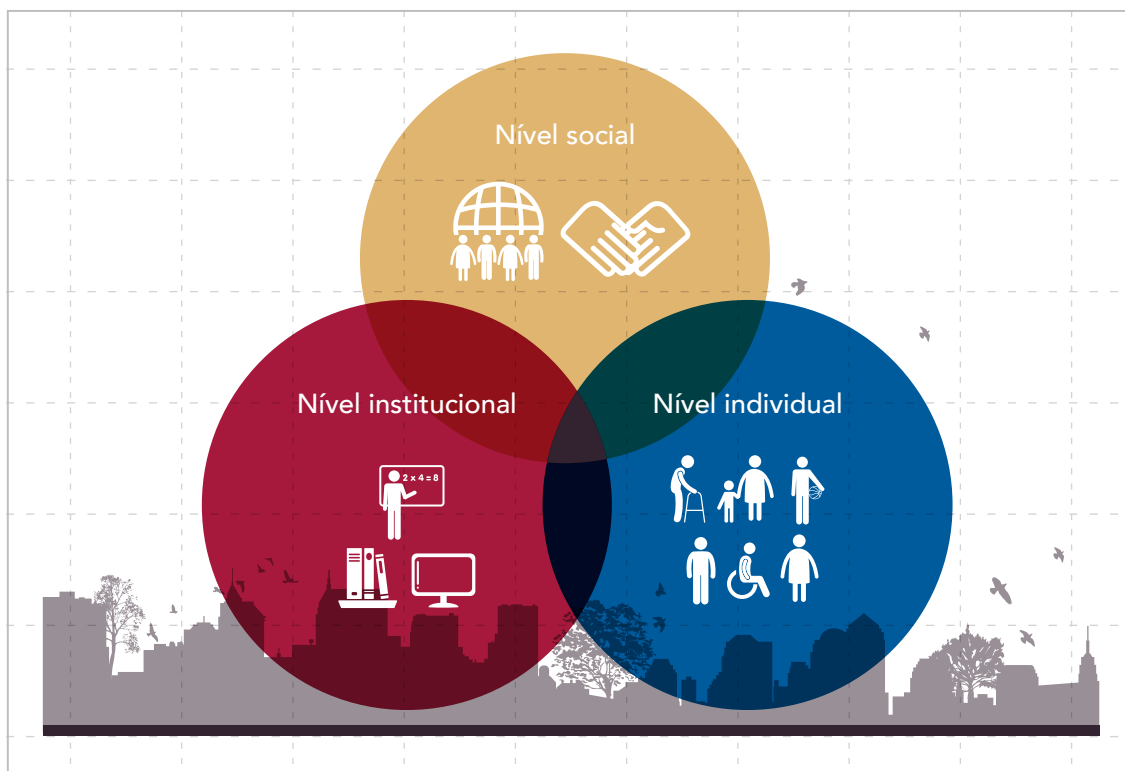 Nível social
Nível institucional
Nível individual
2 x 4 = 8